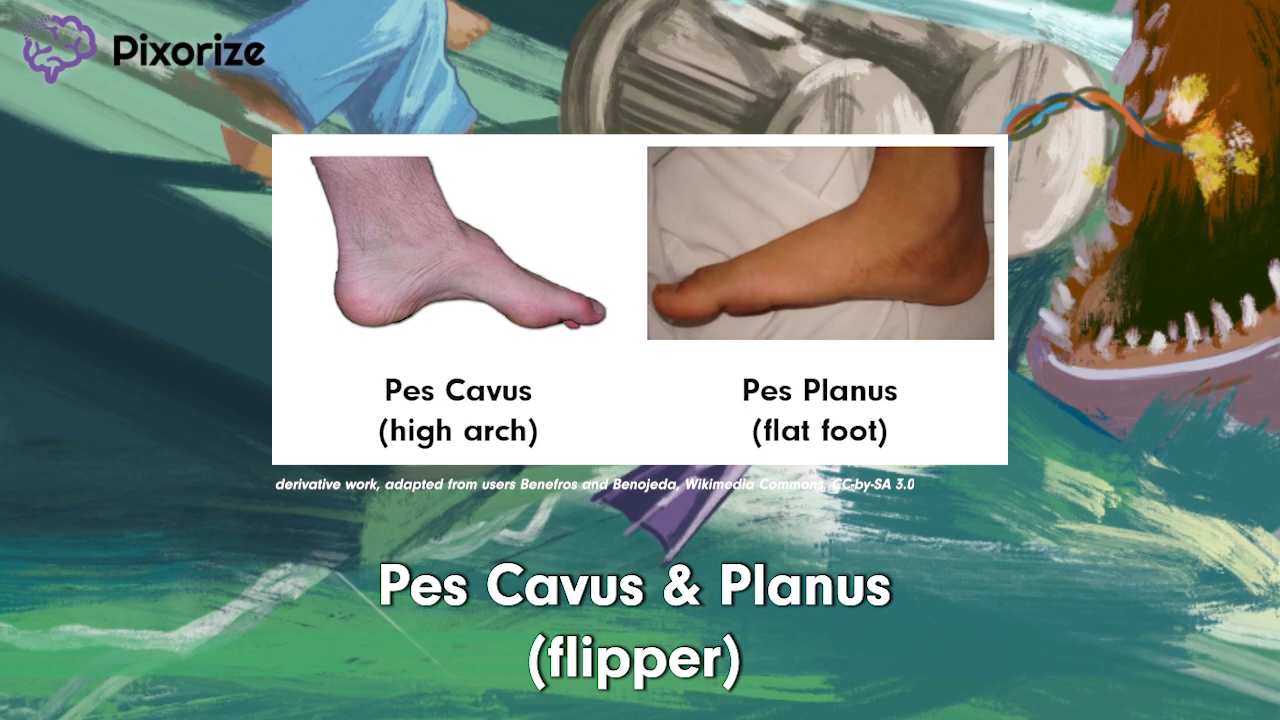 Pixorize
Pes Cavus
(high arch)
Pes Planus
(flat foot)
derivative work, adapted from users Benefros and Benojeda, Wikimedia Commons, CC-by-SA 3.0
Pes Cavus & Planus
(flipper)